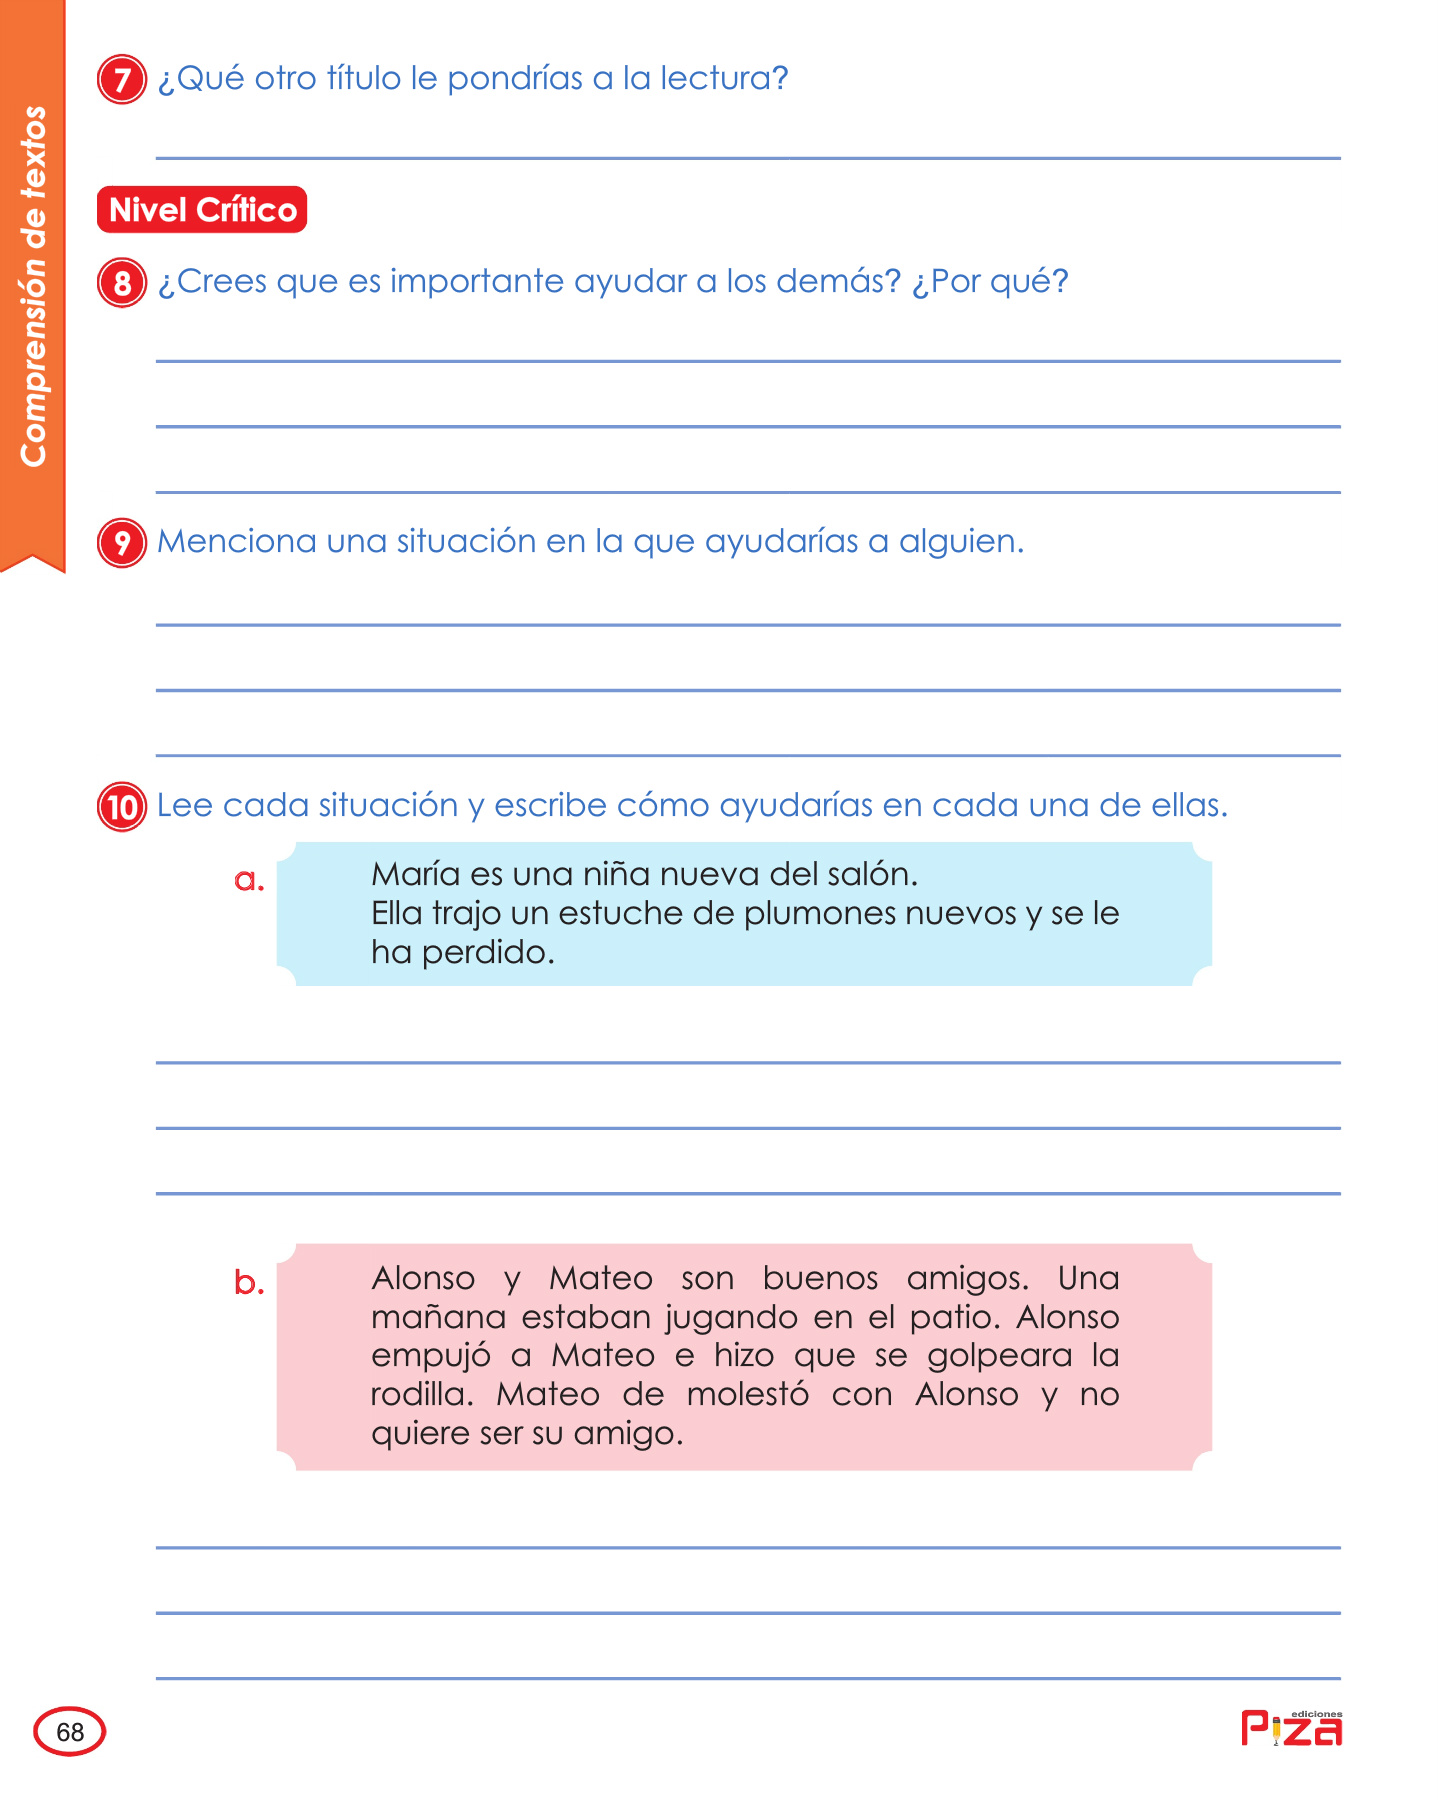 Comprensión de textos
7 ¿Qué otro título le pondrías a la lectura?
Nivel Crítico
8 ¿Crees que es importante ayudar a los demás? ¿Por qué?
9 Menciona una situación en la que ayudarías a alguien.
10 Lee cada situación y escribe cómo ayudarías en cada una de ellas.
a. María es una niña nueva del salón.
Ella trajo un estuche de plumones nuevos y se le
ha perdido.
b. Alonso y Mateo son buenos amigos. Una
mañana estaban jugando en el patio. Alonso
empujó a Mateo e hizo que se golpeara la
rodilla. Mateo de molestó con Alonso y no
quiere ser su amigo.
68
ediciones
Piza